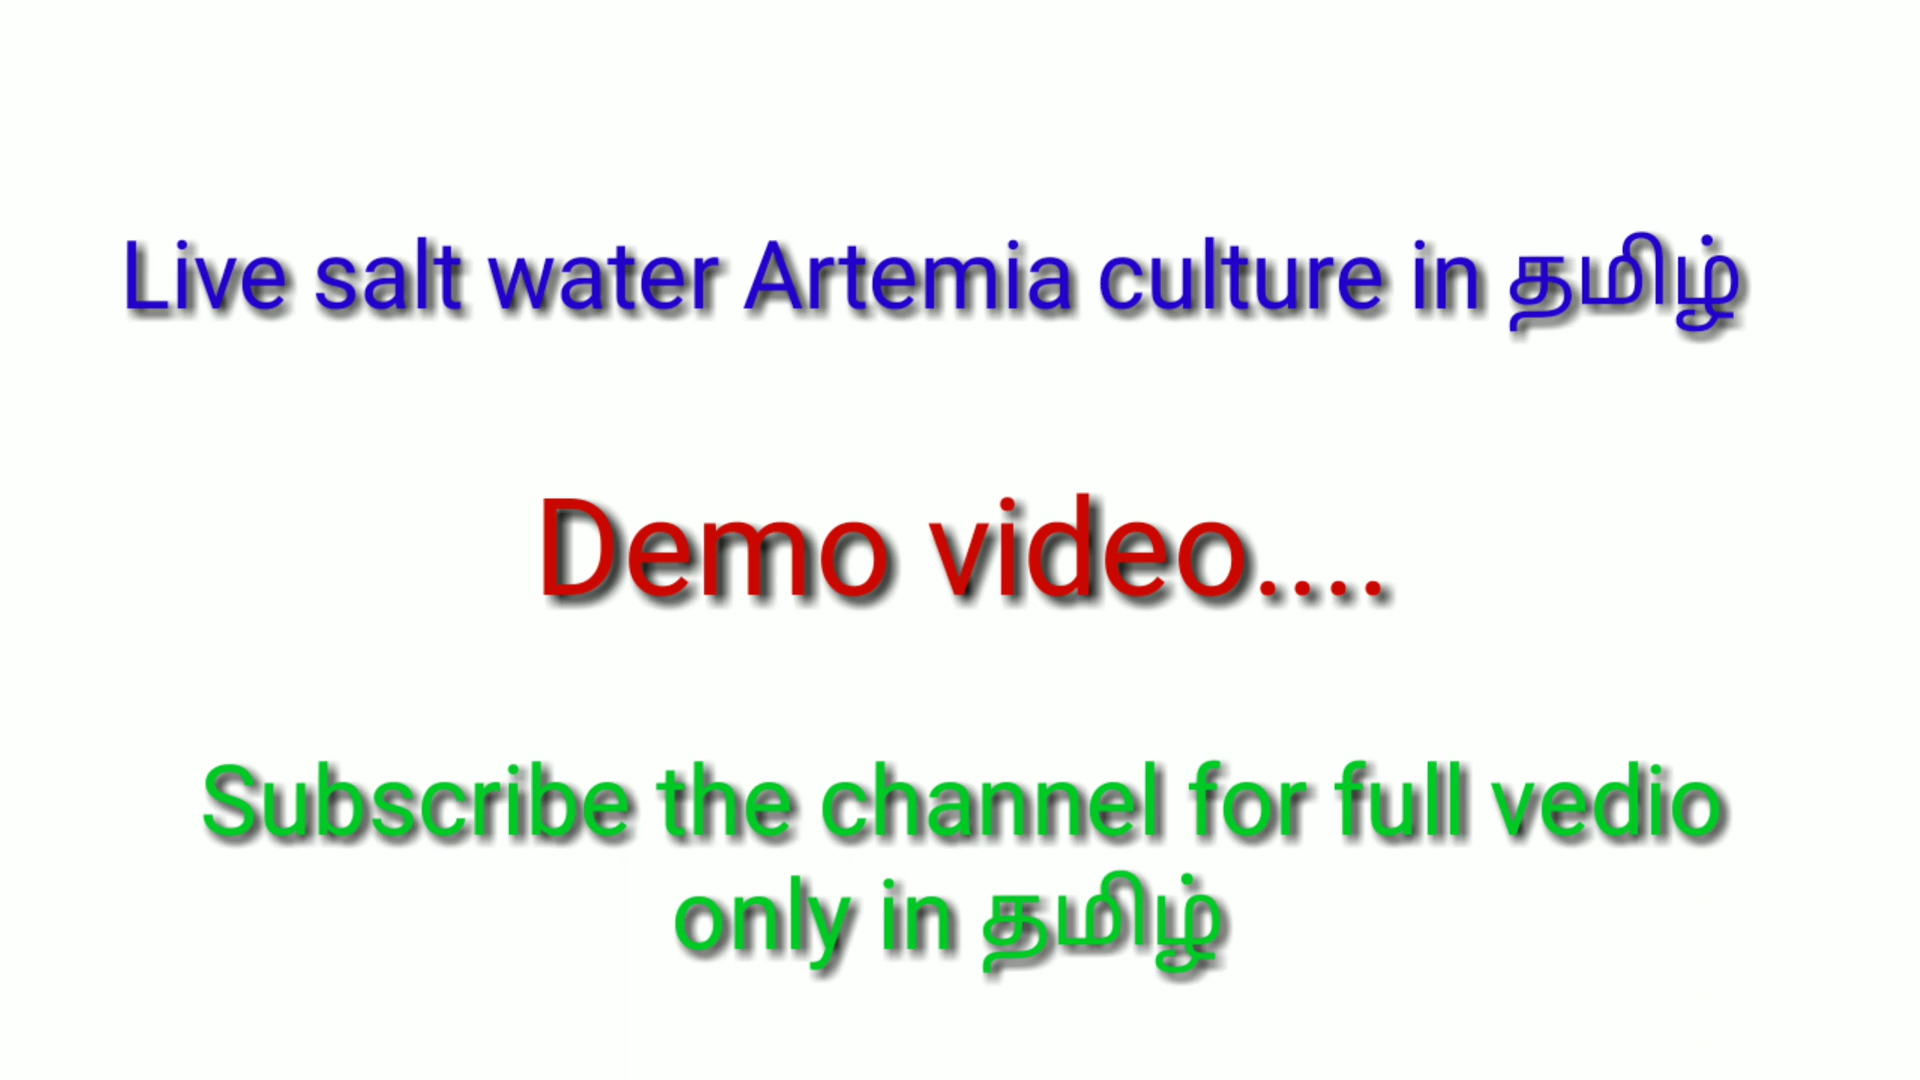 Live salt water Artemia culture in தமிழ்
Demo video....
Subscribe the channel for full vedio
only in தமிழ்